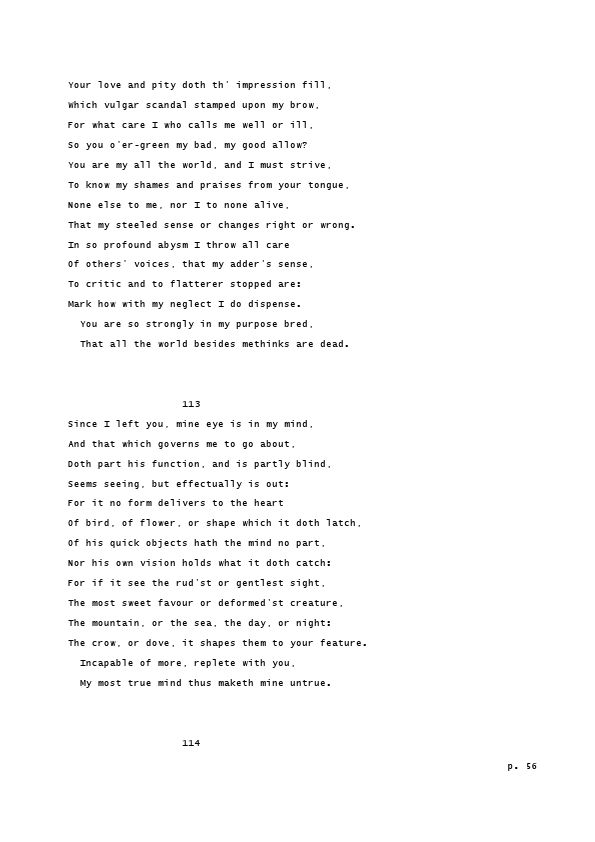 Your love and pity doth th' impression fill,
Which vulgar scandal stamped upon my brow,
For what care I who calls me well or ill,
So you o'er-green my bad, my good allow?
You are my all the world, and I must strive,
To know my shames and praises from your tongue,
None else to me, nor I to none alive,
That my steeled sense or changes right or wrong.
In so profound abysm I throw all care
Of others' voices, that my adder's sense,
To critic and to flatterer stopped are:
Mark how with my neglect I do dispense.
You are so strongly in my purpose bred,
That all the world besides methinks are dead.
113
Since I left you, mine eye is in my mind,
And that which governs me to go about,
Doth part his function, and is partly blind,
Seems seeing, but effectually is out:
For it no form delivers to the heart
Of bird, of flower, or shape which it doth latch,
Of his quick objects hath the mind no part,
Nor his own vision holds what it doth catch:
For if it see the rud'st or gentlest sight,
The most sweet favour or deformed'st creature,
The mountain, or the sea, the day, or night:
The crow, or dove, it shapes them to your feature.
Incapable of more, replete with you,
My most true mind thus maketh mine untrue.
114
p. 56